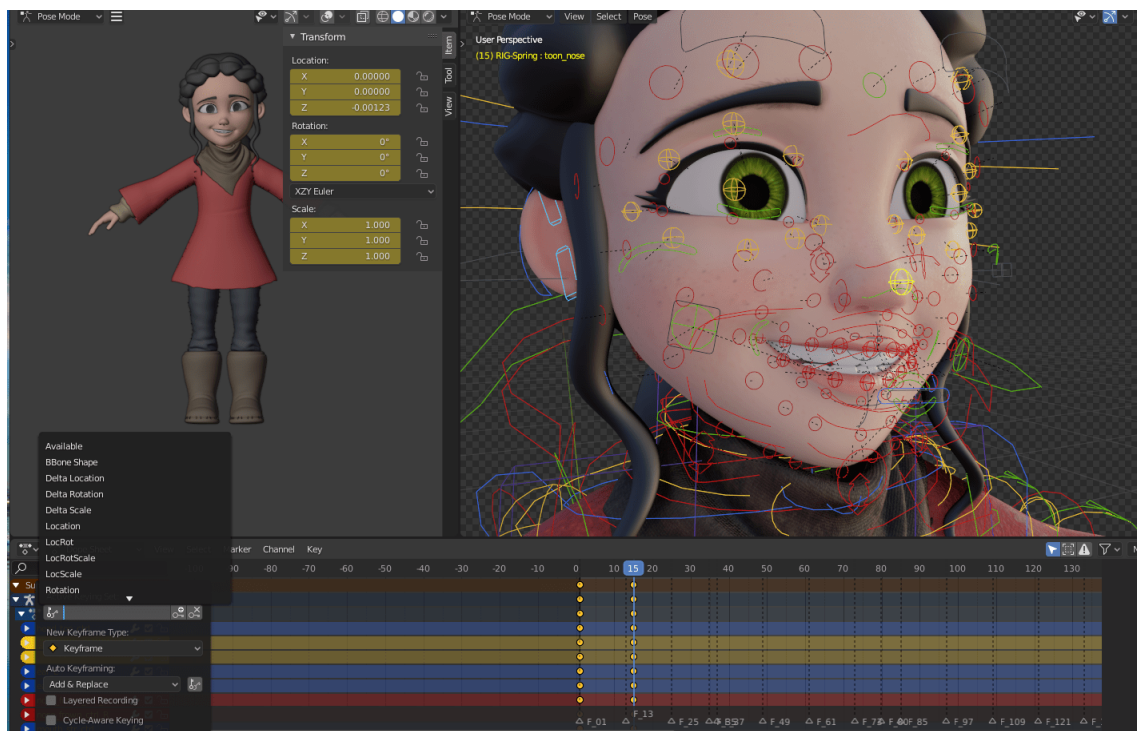 Pose Mode
Transform
Item
Tool
View
Location:
X 0.00000
Y 0.00000
Z -0.00123
Rotation:
X 0°
Y 0°
Z 0°
XZY Euler
Scale:
X 1.000
Y 1.000
Z 1.000
Pose Mode View Select Pose
User Perspective
(15) RIG-Spring : toon_nose
Available
BBone Shape
Delta Location
Delta Rotation
Delta Scale
Location
LocRot
LocRotScale
LocScale
Rotation
arker Channel Key
-90 -80 -70 -60 -50 -40 -30 -20 -10 0 10 15 20 30 40 50 60 70 80 90 100 110 120 130
Su
New Keyframe Type:
Keyframe
Auto Keyframing:
Add & Replace
Layered Recording
Cycle-Aware Keying
F_13
F_01 F_25 F_49 F_61 F_85 F_97 F_109 F_121 F_